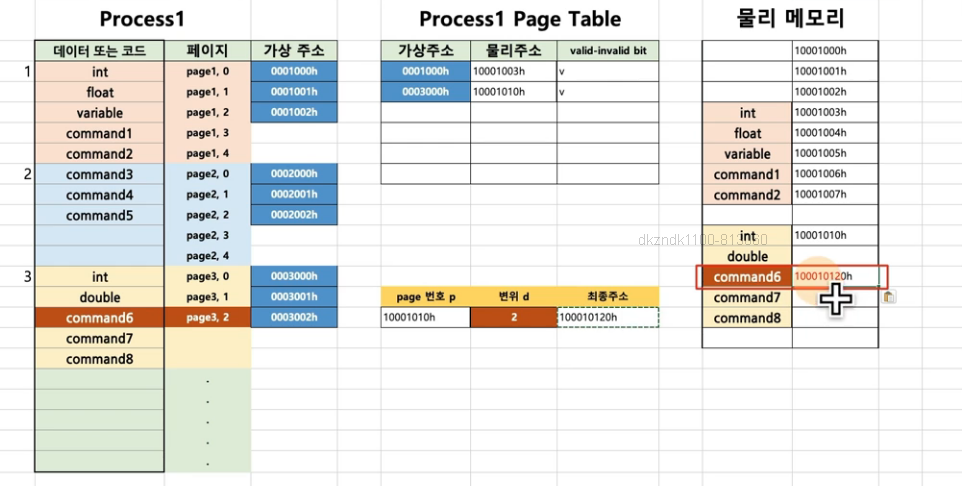 Process1 Process1 Page Table 물리 메모리
데이터 또는 코드 페이지 가상 주소 가상주소 물리주소 valid-invalid bit 10001000h
1 int page1, 0 0001000h 0001000h 10001003h v 10001001h
float page1, 1 0001001h 0003000h 10001010h v 10001002h
variable page1, 2 0001002h int 10001003h
command1 page1, 3 float 10001004h
command2 page1, 4 variable 10001005h
2 command3 page2, 0 0002000h command1 10001006h
command4 page2, 1 0002001h command2 10001007h
command5 page2, 2 0002002h
page2, 3 int 10001010h
dkzndk1100-813060
page2, 4 double
3 int page3, 0 0003000h command6 100010120h
double page3, 1 0003001h page 번호 p 변위 d 최종주소 command7
command6 page3, 2 0003002h 10001010h 2 100010120h command8
command7
command8
.
.
.
.
.